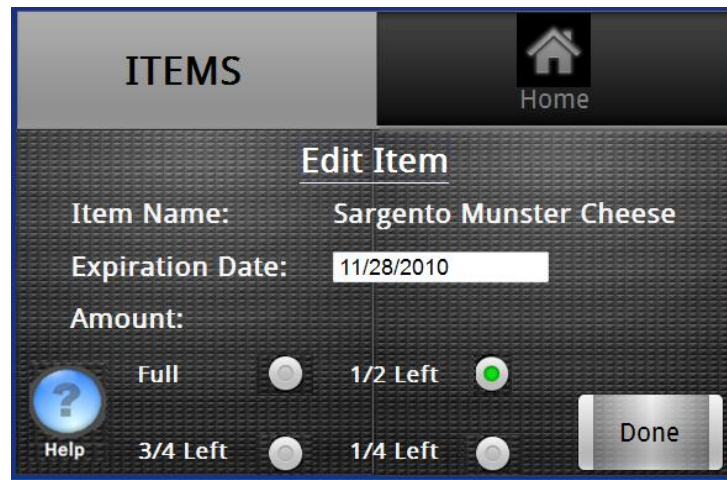 ITEMS
Home
Edit Item
Item Name: Sargento Munster Cheese
Expiration Date: 11/28/2010
Amount:
Full 1/2 Left
?
Help 3/4 Left 1/4 Left Done